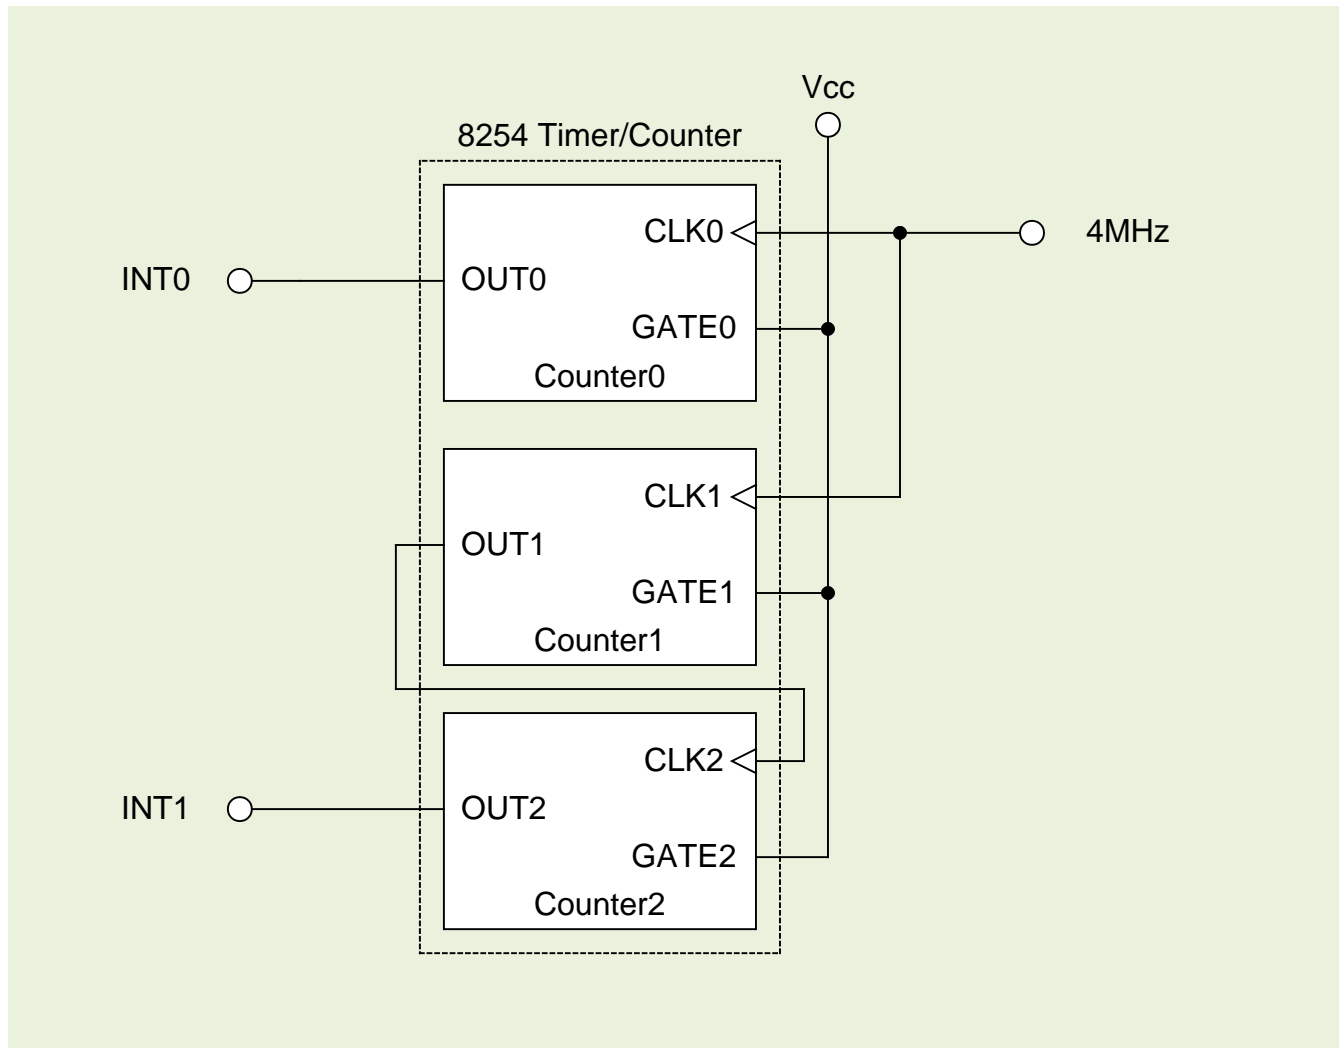 Vcc
8254 Timer/Counter
CLK0
4MHz
INT0
OUT0
GATE0
Counter0
CLK1
OUT1
GATE1
Counter1
CLK2
INT1
OUT2
GATE2
Counter2